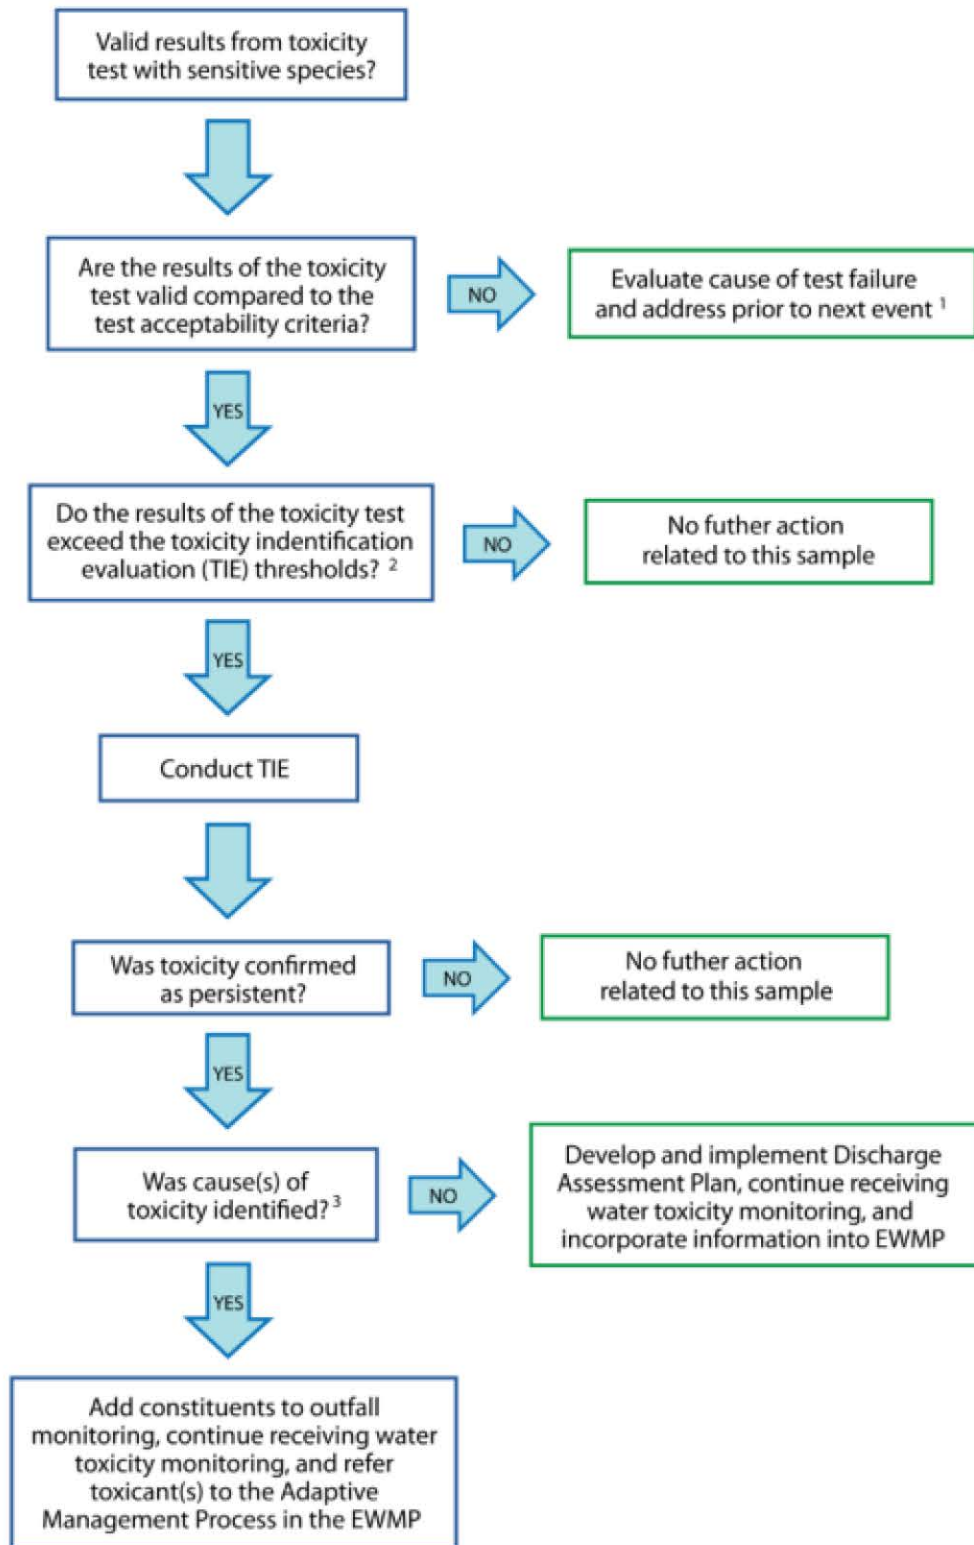 Valid results from toxicity
test with sensitive species?
Are the results of the toxicity
test valid compared to the
test acceptability criteria?
NO
Evaluate cause of test failure
and address prior to next event 1
YES
Do the results of the toxicity test
exceed the toxicity indentification
evaluation (TIE) thresholds? 2
NO
No futher action
related to this sample
YES
Conduct TIE
Was toxicity confirmed
as persistent?
NO
No futher action
related to this sample
YES
Was cause(s) of
toxicity identified? 3
NO
Develop and implement Discharge
Assessment Plan, continue receiving
water toxicity monitoring, and
incorporate information into EWMP
YES
Add constituents to outfall
monitoring, continue receiving water
toxicity monitoring, and refer
toxicant(s) to the Adaptive
Management Process in the EWMP